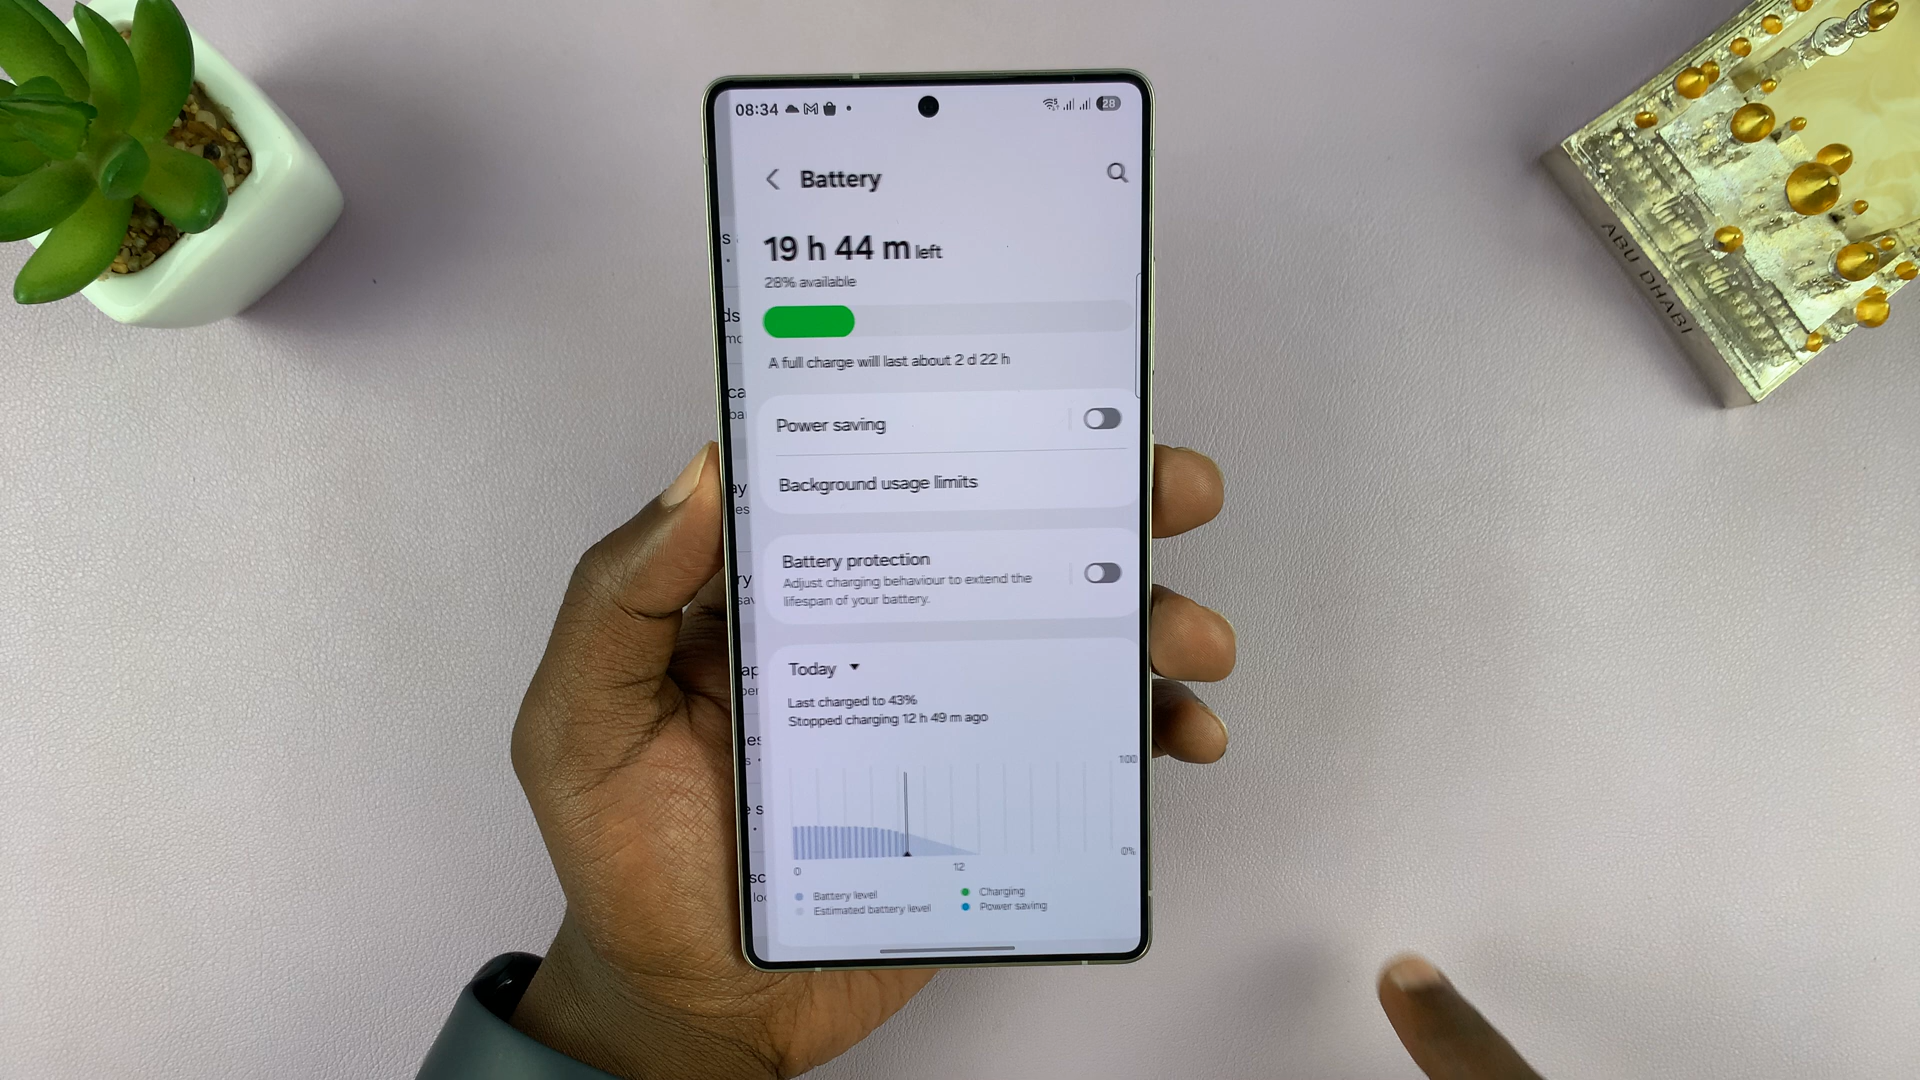 08:34
28
Battery
19 h 44 m left
28% available
A full charge will last about 2 d 22 h
Power saving
Background usage limits
Battery protection
Adjust charging behaviour to extend the
lifespan of your battery.
Today
Last charged to 43%
Stopped charging 12 h 49 m ago
100
0%
0
12
Battery level
Charging
Estimated battery level
Power saving
ABU DHABI